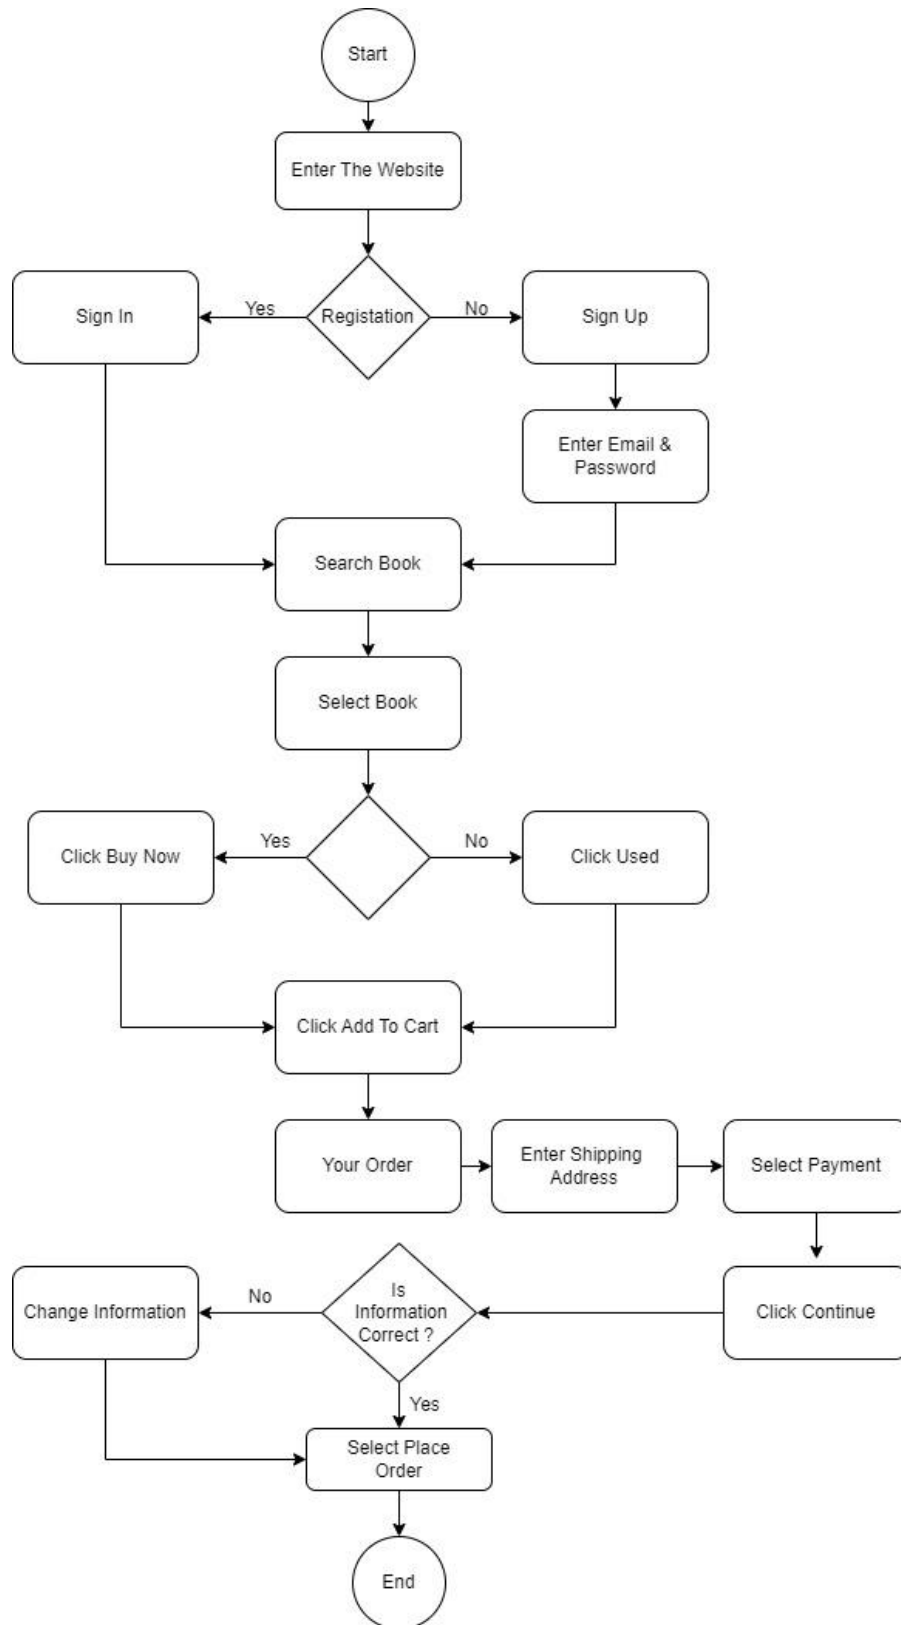 Start
Enter The Website
Sign In
Yes
Registation
No
Sign Up
Enter Email &
Password
Search Book
Select Book
Click Buy Now
Yes
No
Click Used
Click Add To Cart
Your Order
Enter Shipping
Address
Select Payment
Change Information
No
Is
Information
Correct ?
Click Continue
Yes
Select Place
Order
End